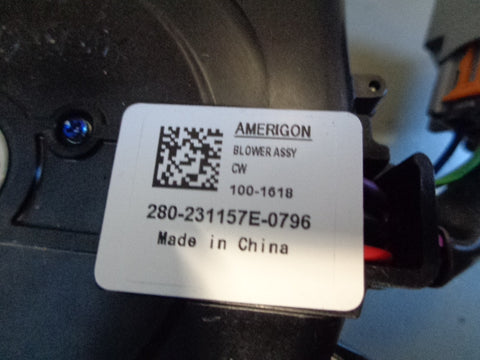 AMERIGON
BLOWER ASSY
CW
100-1618
280-231157E-0796
Made in China